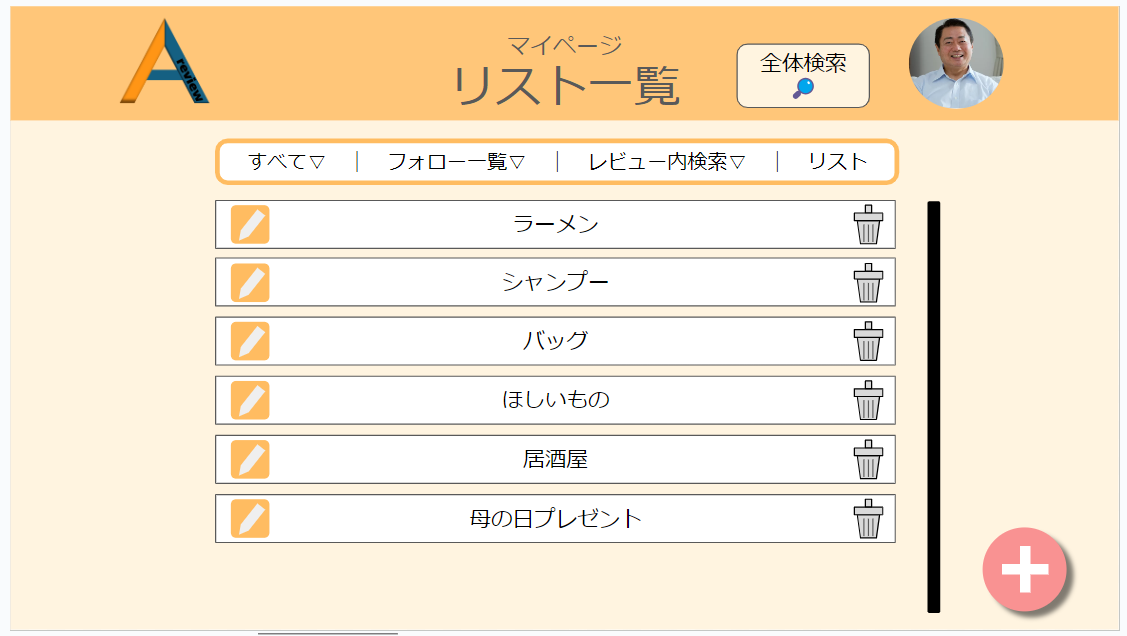 A review
マイページ
リスト一覧
全体検索
すべて▽ | フォロー一覧▽ | レビュー内検索▽ | リスト
ラーメン
シャンプー
バッグ
ほしいもの
居酒屋
母の日プレゼント